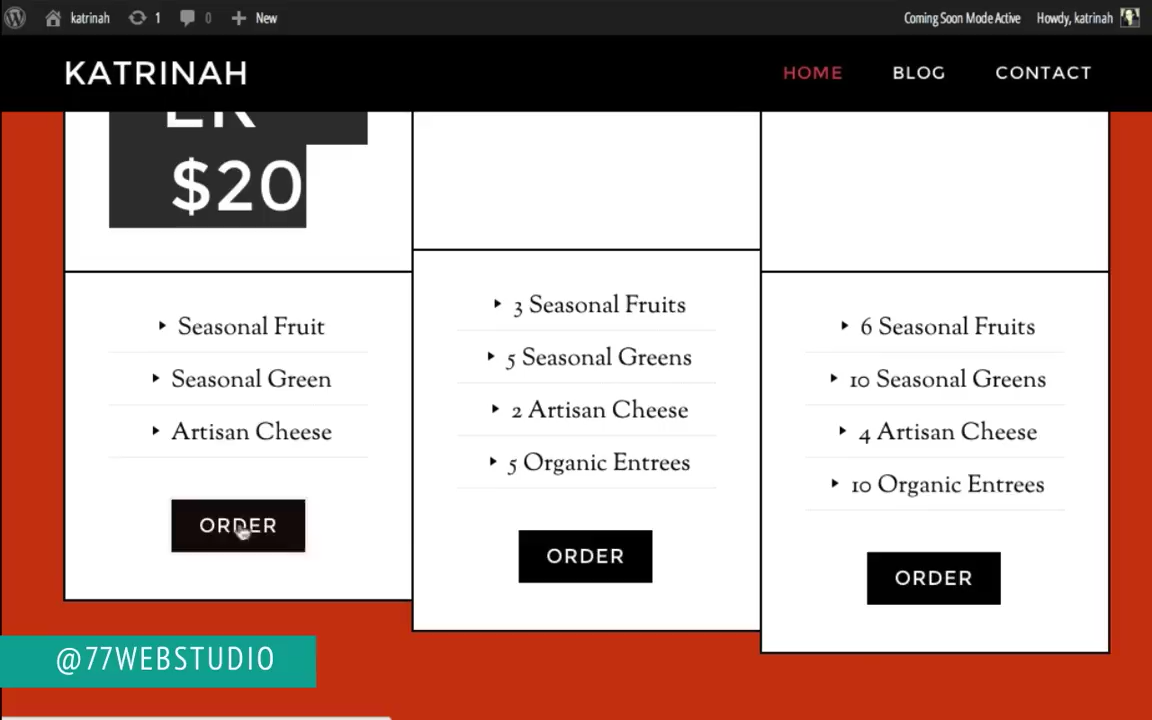 katrinah 1 0 New Coming Soon Mode Active Howdy, katrinah
KATRINAH HOME BLOG CONTACT
$20
Seasonal Fruit
Seasonal Green
Artisan Cheese
ORDER
3 Seasonal Fruits
5 Seasonal Greens
2 Artisan Cheese
5 Organic Entrees
ORDER
6 Seasonal Fruits
10 Seasonal Greens
4 Artisan Cheese
10 Organic Entrees
ORDER
@77WEBSTUDIO